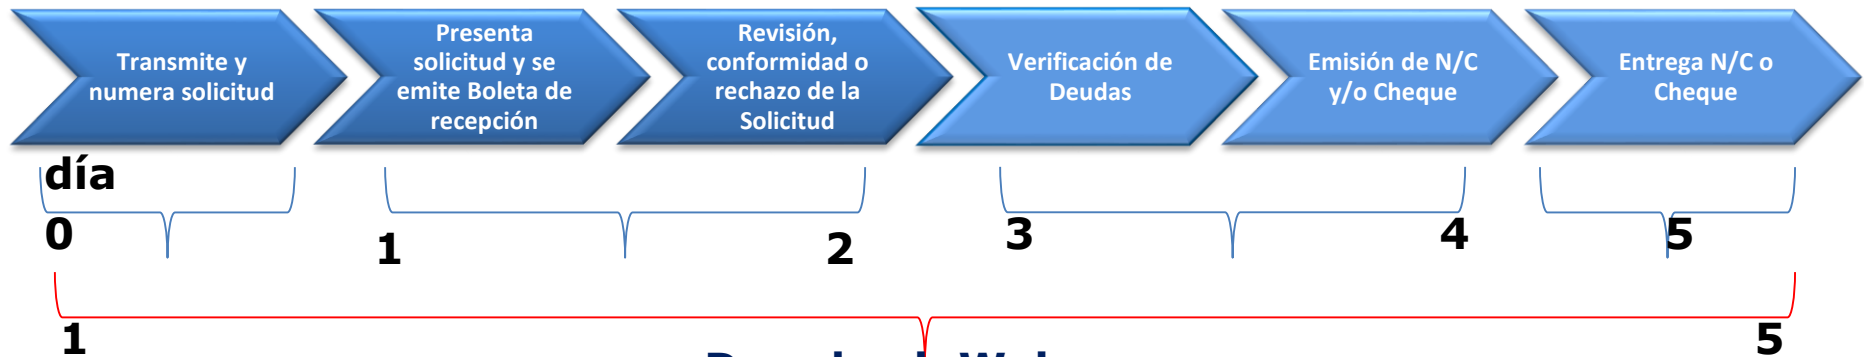 Transmite y
numera solicitud
Presenta
solicitud y se
emite Boleta de
recepción
Revisión,
conformidad o
rechazo de la
Solicitud
Verificación de
Deudas
Emisión de N/C
y/o Cheque
Entrega N/C o
Cheque
día
0
1
2
3
4
5
1
5